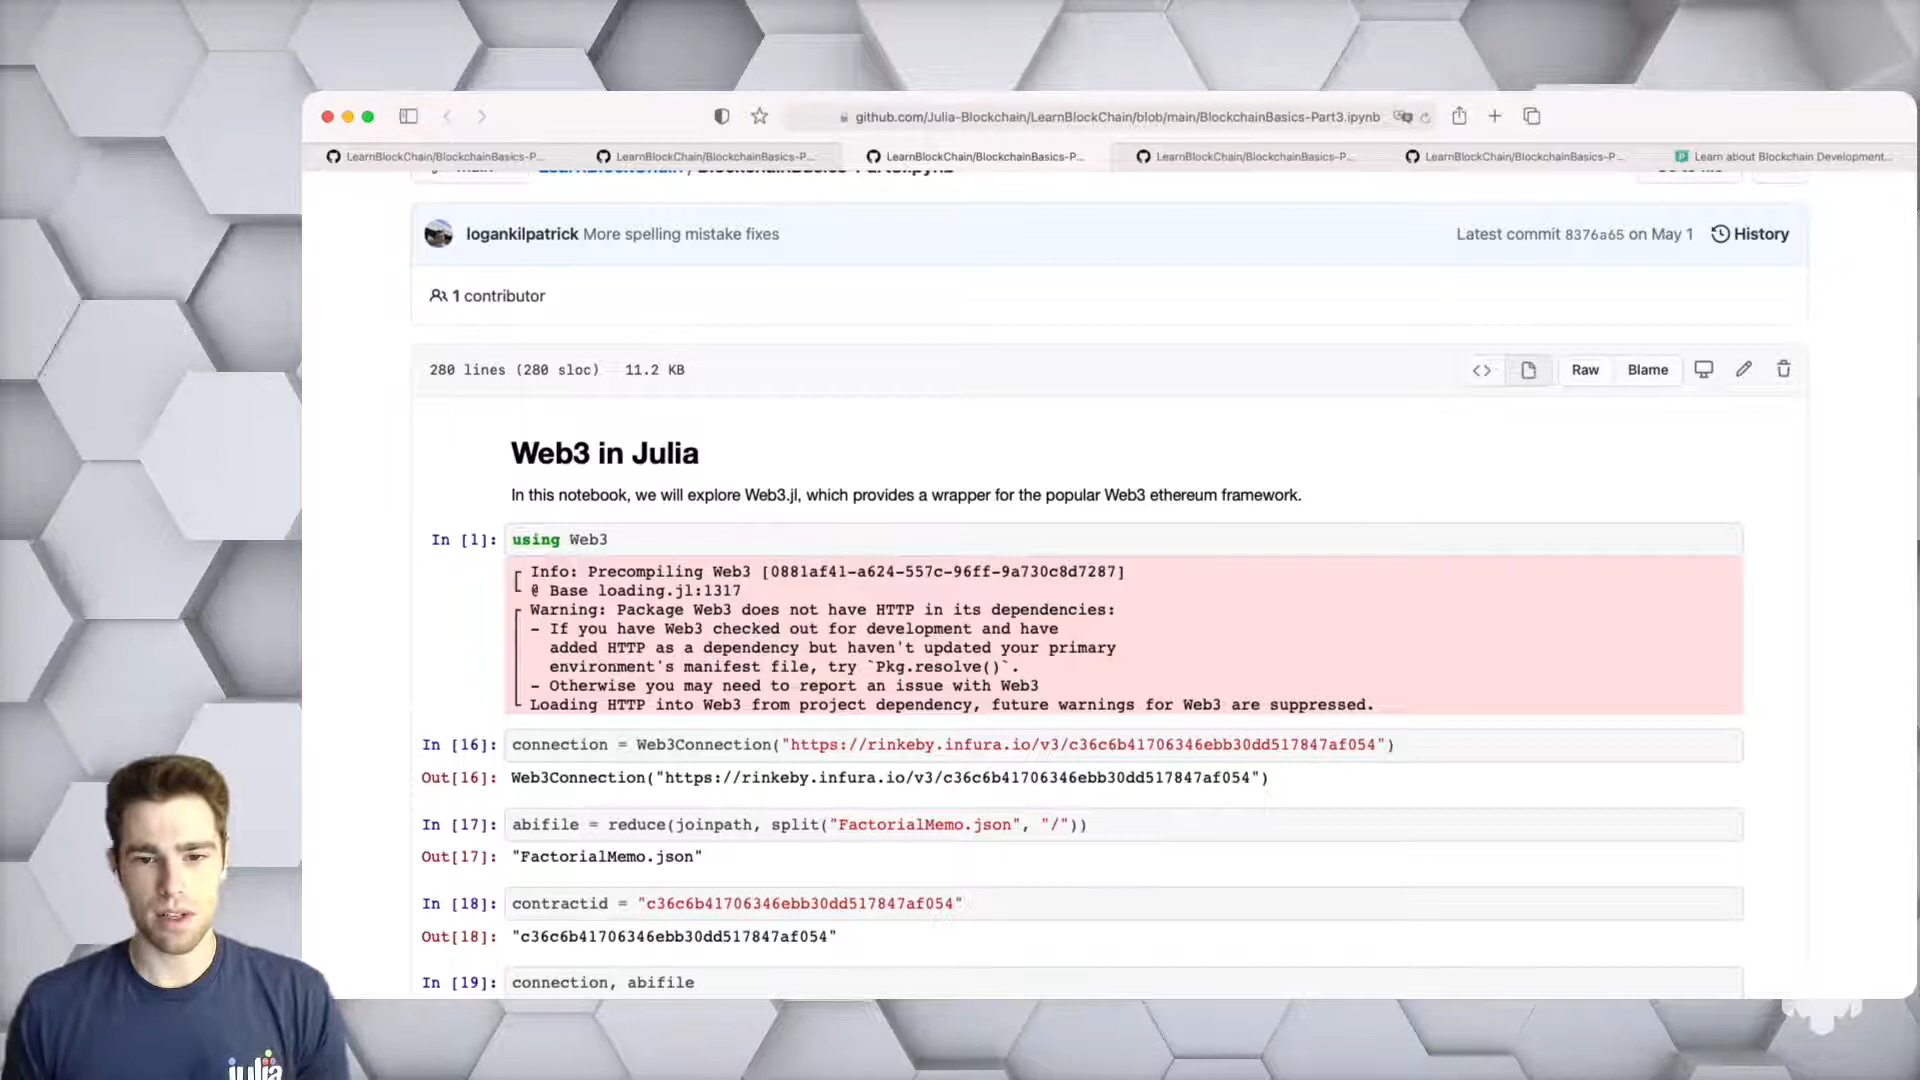 github.com/Julia-Blockchain/LearnBlockChain/blob/main/BlockchainBasics-Part3.ipynb
LearnBlockChain/BlockchainBasics-P...
LearnBlockChain/BlockchainBasics-P...
LearnBlockChain/BlockchainBasics-P...
LearnBlockChain/BlockchainBasics-P...
LearnBlockChain/BlockchainBasics-P...
Learn about Blockchain Development...
LearnBlockChain / BlockchainBasics-Part3.ipynb
logankilpatrick More spelling mistake fixes
Latest commit 8376a65 on May 1
History
1 contributor
280 lines (280 sloc) 11.2 KB
Raw
Blame
Web3 in Julia
In this notebook, we will explore Web3.jl, which provides a wrapper for the popular Web3 ethereum framework.
In [1]: using Web3
Info: Precompiling Web3 [0881af41-a624-557c-96ff-9a730c8d7287]
@ Base loading.jl:1317
Warning: Package Web3 does not have HTTP in its dependencies:
- If you have Web3 checked out for development and have
added HTTP as a dependency but haven't updated your primary
environment's manifest file, try `Pkg.resolve()`.
- Otherwise you may need to report an issue with Web3
Loading HTTP into Web3 from project dependency, future warnings for Web3 are suppressed.
In [16]: connection = Web3Connection("https://rinkeby.infura.io/v3/c36c6b41706346ebb30dd517847af054")
Out[16]: Web3Connection("https://rinkeby.infura.io/v3/c36c6b41706346ebb30dd517847af054")
In [17]: abifile = reduce(joinpath, split("FactorialMemo.json", "/"))
Out[17]: "FactorialMemo.json"
In [18]: contractid = "c36c6b41706346ebb30dd517847af054"
Out[18]: "c36c6b41706346ebb30dd517847af054"
In [19]: connection, abifile
julia